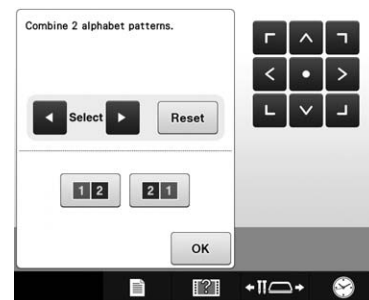 Combine 2 alphabet patterns.
Select
Reset
1 2
2 1
OK
?